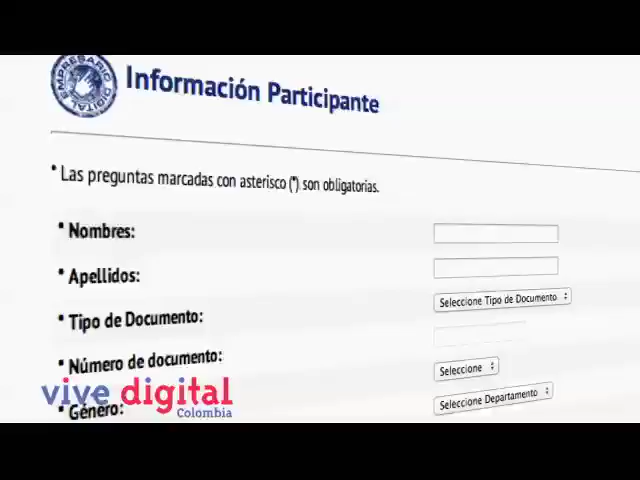 EMPRESARIO DIGITAL
Información Participante
* Las preguntas marcadas con asterisco (*) son obligatorias.
* Nombres:
* Apellidos:
* Tipo de Documento:
Seleccione Tipo de Documento
* Número de documento:
Seleccione
* Género:
Seleccione Departamento
vive digital
Colombia